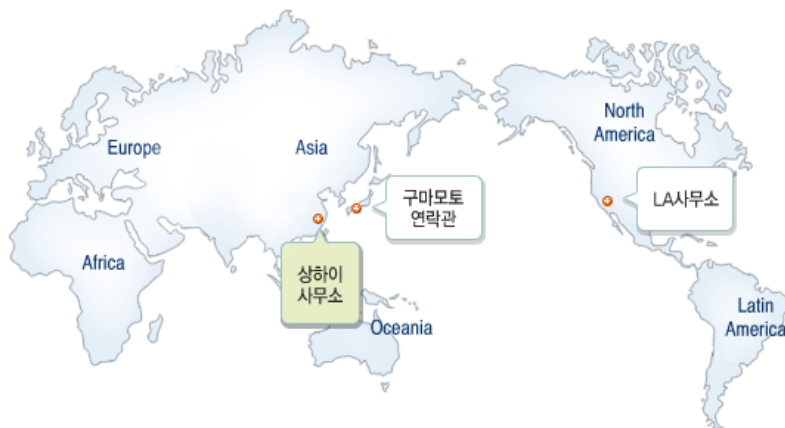 North
America
Europe
Asia
구마모토
연락관
LA사무소
Africa
상하이
사무소
Oceania
Latin
America